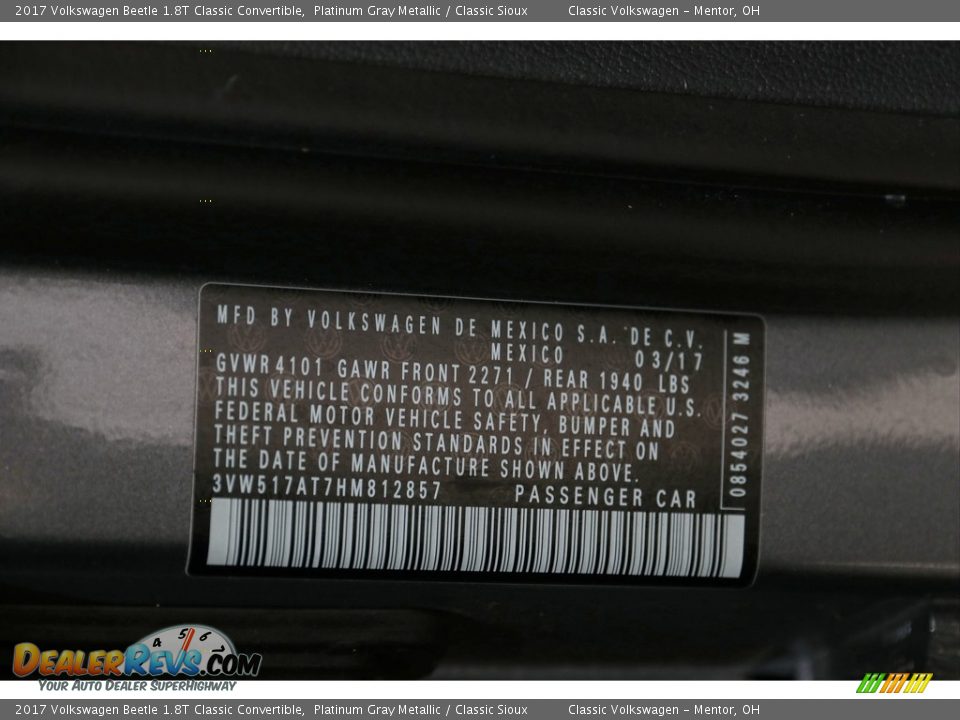 2017 Volkswagen Beetle 1.8T Classic Convertible, Platinum Gray Metallic / Classic Sioux Classic Volkswagen - Mentor, OH
MFD BY VOLKSWAGEN DE MEXICO S.A. DE C.V.
MEXICO 03/17
GVWR 4101 GAWR FRONT 2271 / REAR 1940 LBS
THIS VEHICLE CONFORMS TO ALL APPLICABLE U.S.
FEDERAL MOTOR VEHICLE SAFETY, BUMPER AND
THEFT PREVENTION STANDARDS IN EFFECT ON
THE DATE OF MANUFACTURE SHOWN ABOVE.
3VW517AT7HM812857 PASSENGER CAR
0854027 3246 M
4 5 6
DEALERREVS.COM
YOUR AUTO DEALER SUPERHIGHWAY
2017 Volkswagen Beetle 1.8T Classic Convertible, Platinum Gray Metallic / Classic Sioux Classic Volkswagen - Mentor, OH